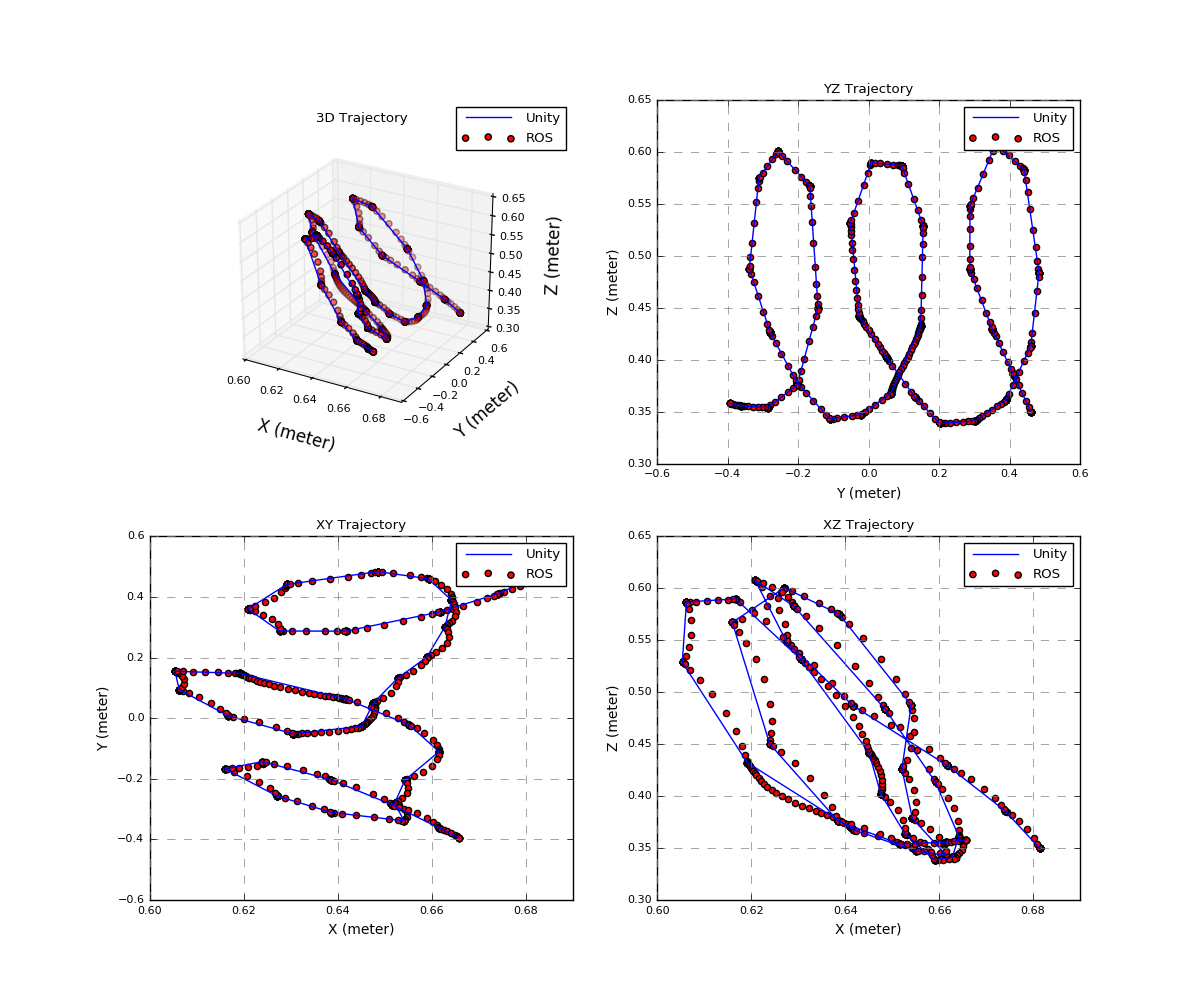 3D Trajectory
Unity
ROS
0.65
0.60
0.55
0.50
0.45
0.40
0.35
0.30
Z (meter)
0.60
0.62
0.64
0.66
0.68
X (meter)
−0.6
−0.4
−0.2
0.0
0.2
0.4
0.6
Y (meter)
YZ Trajectory
Unity
ROS
0.65
0.60
0.55
0.50
0.45
0.40
0.35
0.30
Z (meter)
−0.6 −0.4 −0.2 0.0 0.2 0.4 0.6
Y (meter)
XY Trajectory
Unity
ROS
0.6
0.4
0.2
0.0
−0.2
−0.4
−0.6
Y (meter)
0.60 0.62 0.64 0.66 0.68
X (meter)
XZ Trajectory
Unity
ROS
0.65
0.60
0.55
0.50
0.45
0.40
0.35
0.30
Z (meter)
0.60 0.62 0.64 0.66 0.68
X (meter)